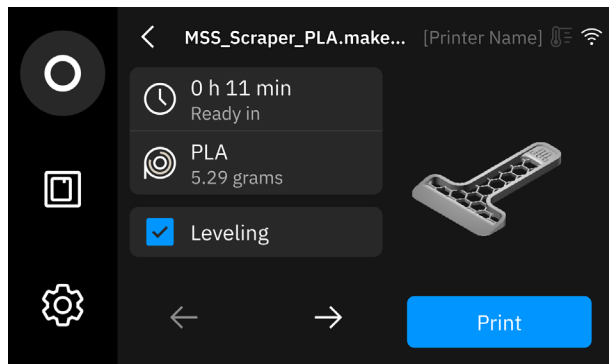 MSS_Scraper_PLA.make... [Printer Name]
0 h 11 min
Ready in
PLA
5.29 grams
Leveling
Print